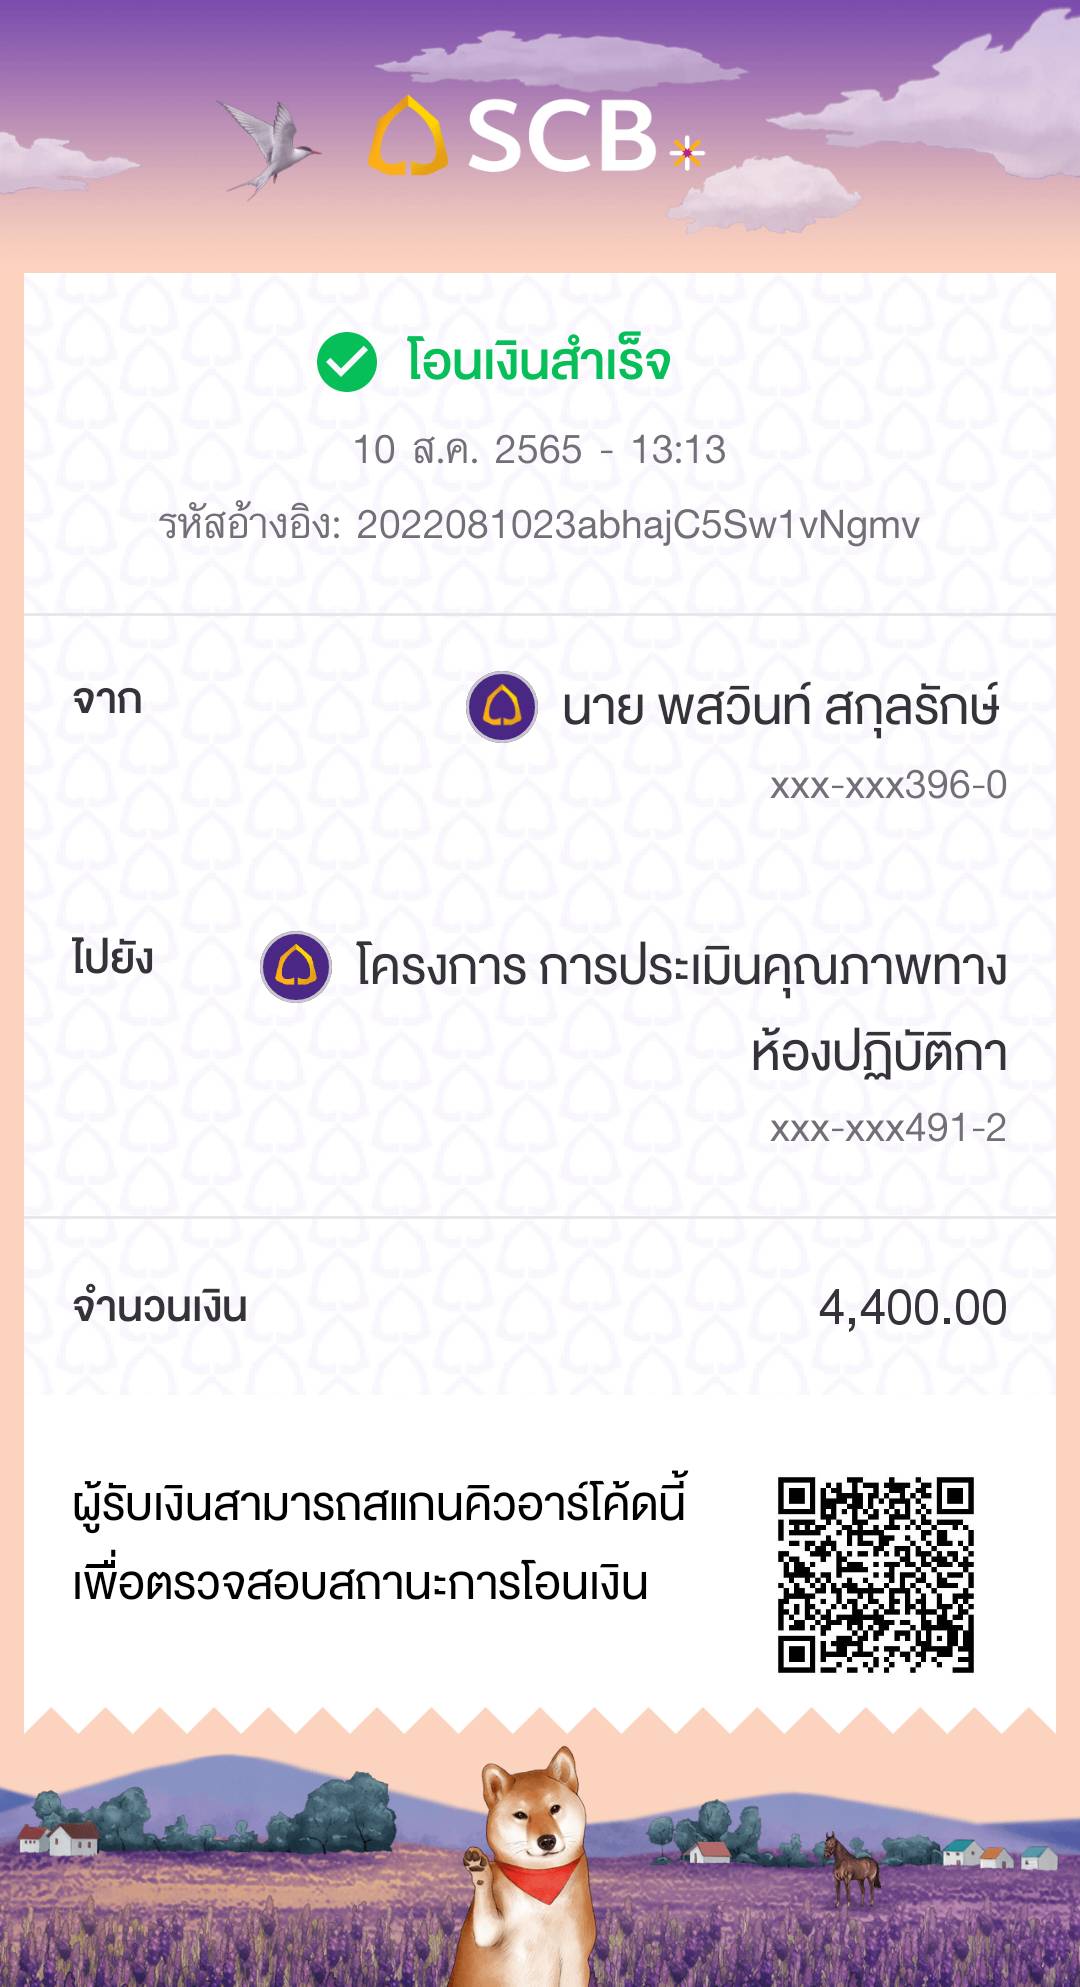 SCB
โอนเงินสำเร็จ
10 ส.ค. 2565 - 13:13
รหัสอ้างอิง: 2022081023abhajC5Sw1vNgmv
จาก
นาย พสวินท์ สกุลรักษ์
xxx-xxx396-0
ไปยัง
โครงการ การประเมินคุณภาพทาง
ห้องปฏิบัติกา
xxx-xxx491-2
จำนวนเงิน 4,400.00
ผู้รับเงินสามารถสแกนคิวอาร์โค้ดนี้
เพื่อตรวจสอบสถานะการโอนเงิน